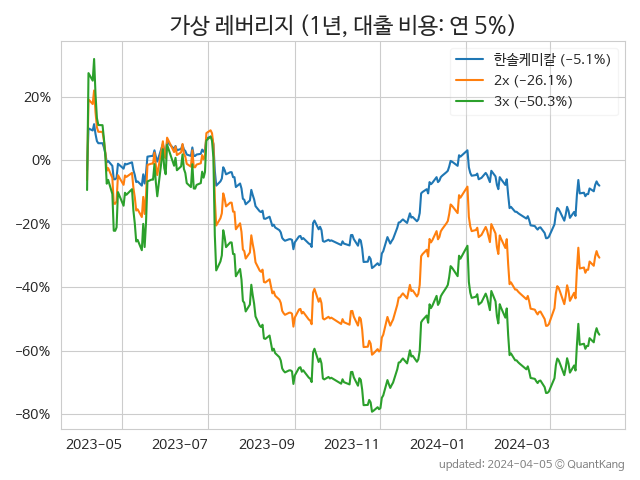 가상 레버리지 (1년, 대출 비용: 연 5%)
한솔케미칼 (−5.1%)
2x (−26.1%)
3x (−50.3%)
20%
0%
−20%
−40%
−60%
−80%
2023-05 2023-07 2023-09 2023-11 2024-01 2024-03
updated: 2024-04-05 © QuantKang